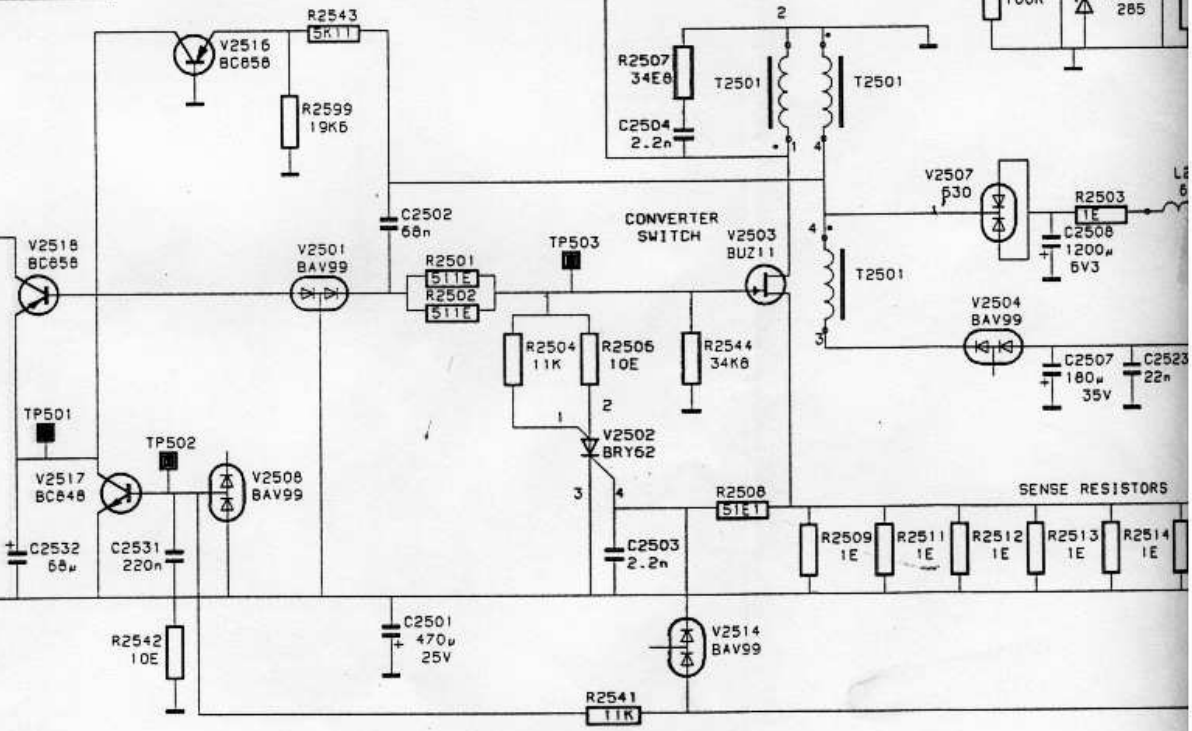 R2543
5K11
V2516
BC858
R2599
19K6
2
R2507
34E8
T2501
T2501
C2504
2.2n
1
4
285
V2507
630
R2503
1E
C2508
1200µ
6V3
C2502
68n
CONVERTER
SWITCH
4
V2518
BC858
V2501
BAV99
R2501
511E
R2502
511E
TP503
V2503
BUZ11
T2501
V2504
BAV99
3
R2504
11K
R2506
10E
R2544
34K8
C2507
180µ
35V
C2523
22n
TP501
TP502
1
2
V2502
BRY62
V2517
BC848
V2508
BAV99
3
4
R2508
51E1
SENSE RESISTORS
C2532
68µ
C2531
220n
C2503
2.2n
R2509
1E
R2511
1E
R2512
1E
R2513
1E
R2514
1E
R2542
10E
C2501
470µ
25V
V2514
BAV99
R2541
11K